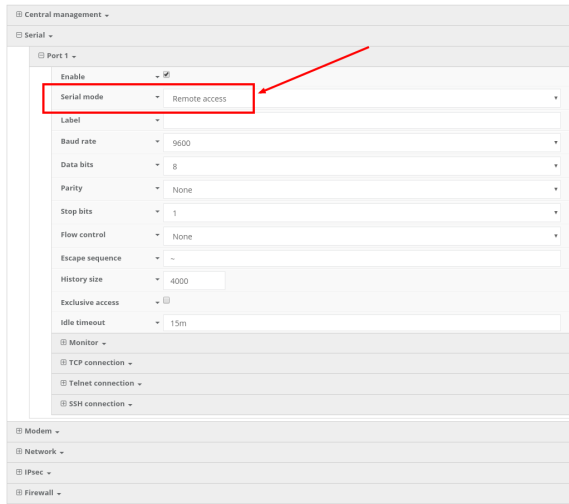 Central management
Serial
Port 1
Enable
Serial mode Remote access
Label
Baud rate 9600
Data bits 8
Parity None
Stop bits 1
Flow control None
Escape sequence ~
History size 4000
Exclusive access
Idle timeout 15m
Monitor
TCP connection
Telnet connection
SSH connection
Modem
Network
IPsec
Firewall